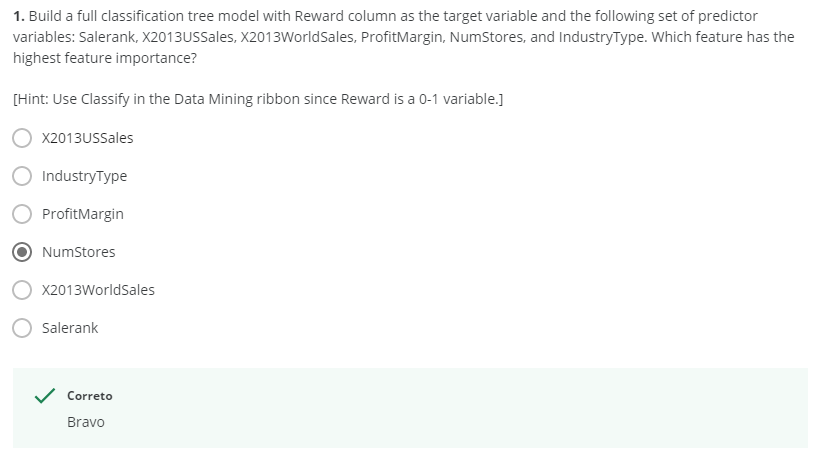 1. Build a full classification tree model with Reward column as the target variable and the following set of predictor
variables: Salerank, X2013USSales, X2013WorldSales, ProfitMargin, NumStores, and IndustryType. Which feature has the
highest feature importance?
[Hint: Use Classify in the Data Mining ribbon since Reward is a 0-1 variable.]
X2013USSales
IndustryType
ProfitMargin
NumStores
X2013WorldSales
Salerank
Correto
Bravo